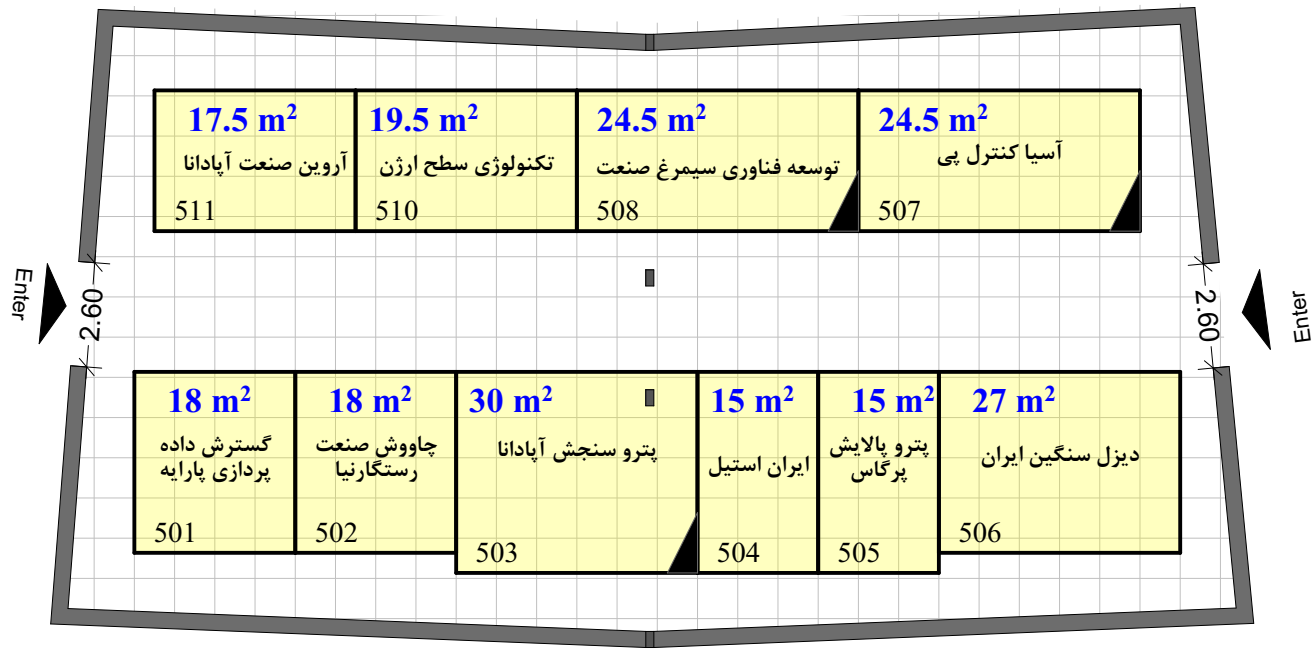 17.5 m²
آروین صنعت آپادانا
511
19.5 m²
تکنولوژی سطح ارژن
510
24.5 m²
توسعه فناوری سیمرغ صنعت
508
24.5 m²
آسیا کنترل پی
507
Enter
2.60
2.60
Enter
18 m²
گسترش داده
پردازی پارایه
501
18 m²
چاووش صنعت
رستگارنیا
502
30 m²
پترو سنجش آپادانا
503
15 m²
ایران استیل
504
15 m²
پترو پالایش
پرگاس
505
27 m²
دیزل سنگین ایران
506